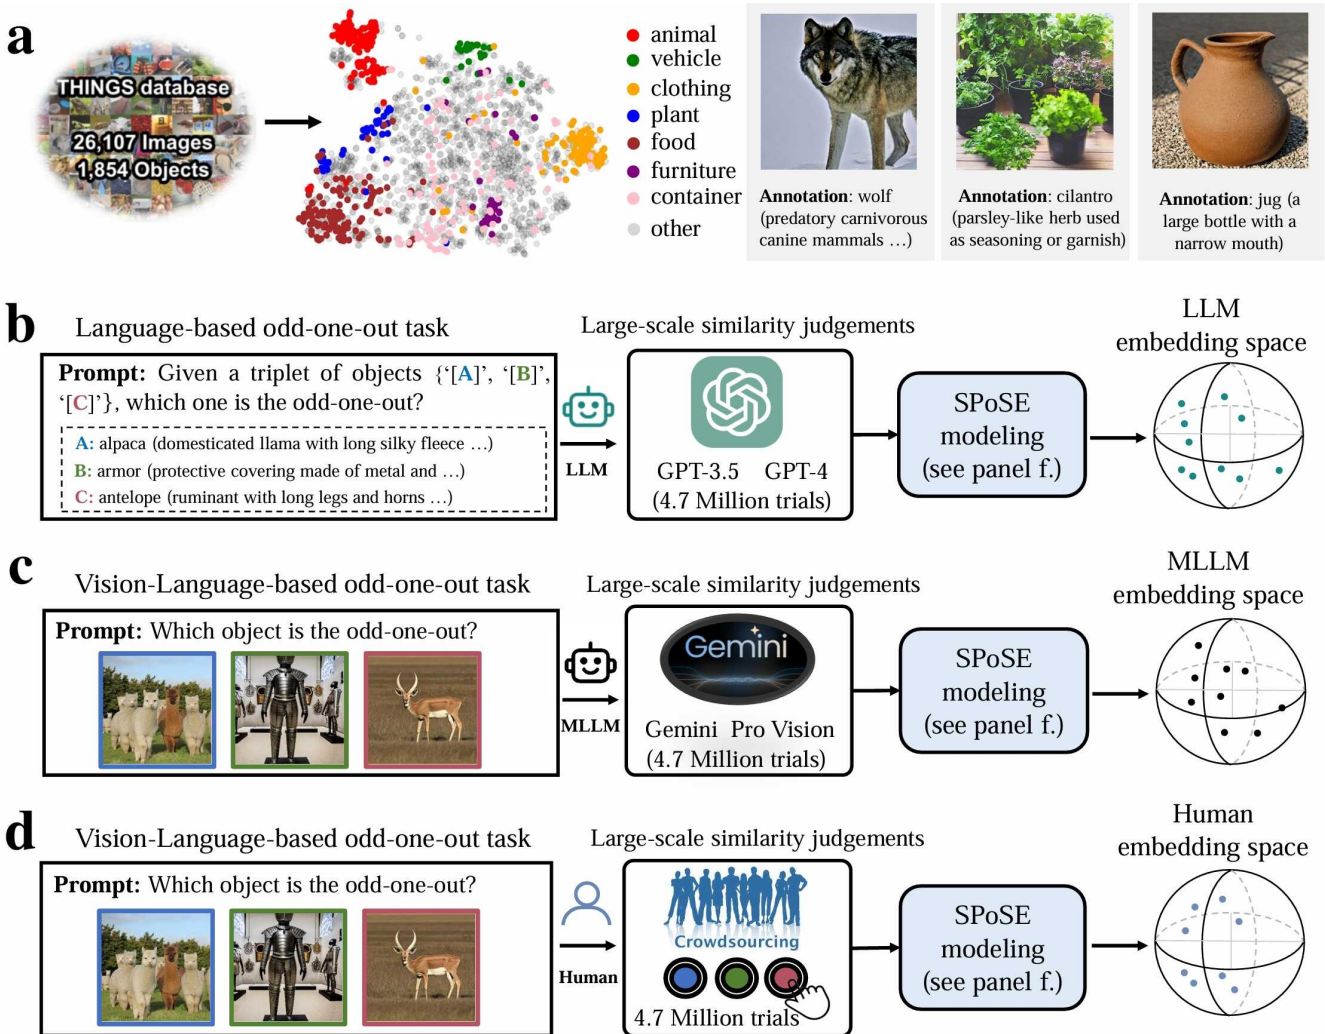 a
THINGS database
26,107 Images
1,854 Objects
animal
vehicle
clothing
plant
food
furniture
container
other
Annotation: wolf
(predatory carnivorous
canine mammals …)
Annotation: cilantro
(parsley-like herb used
as seasoning or garnish)
Annotation: jug (a
large bottle with a
narrow mouth)
b
Language-based odd-one-out task
Prompt: Given a triplet of objects {‘[A]’, ‘[B]’,
‘[C]’}, which one is the odd-one-out?
A: alpaca (domesticated llama with long silky fleece …)
B: armor (protective covering made of metal and …)
C: antelope (ruminant with long legs and horns …)
LLM
Large-scale similarity judgements
GPT-3.5 GPT-4
(4.7 Million trials)
SPoSE
modeling
(see panel f.)
LLM
embedding space
c
Vision-Language-based odd-one-out task
Prompt: Which object is the odd-one-out?
MLLM
Large-scale similarity judgements
Gemini
Gemini Pro Vision
(4.7 Million trials)
SPoSE
modeling
(see panel f.)
MLLM
embedding space
d
Vision-Language-based odd-one-out task
Prompt: Which object is the odd-one-out?
Human
Large-scale similarity judgements
Crowdsourcing
4.7 Million trials
SPoSE
modeling
(see panel f.)
Human
embedding space